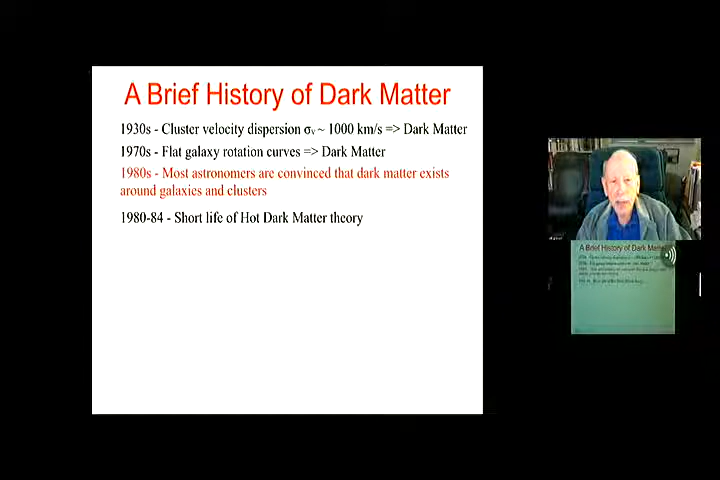 A Brief History of Dark Matter
1930s - Cluster velocity dispersion σv ~ 1000 km/s => Dark Matter
1970s - Flat galaxy rotation curves => Dark Matter
1980s - Most astronomers are convinced that dark matter exists
around galaxies and clusters
1980-84 - Short life of Hot Dark Matter theory
A Brief History of Dark Matter